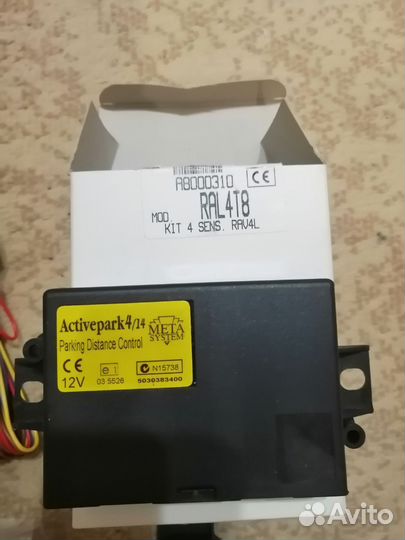 A8000310
CE
MOD. RAL4T8
KIT 4 SENS. RAV4L
Activepark4/14
META SYSTEM
Parking Distance Control
CE
e1
N15738
12V
03 5526
5030383400
Avito